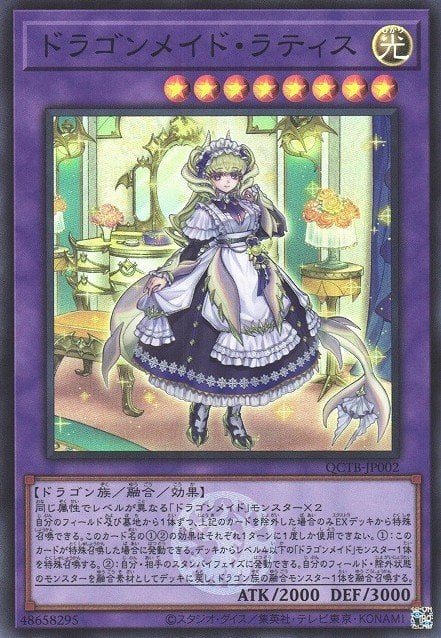 ドラゴンメイド・ラティス
光
QCTB-JP002
【ドラゴン族／融合／効果】
同じ属性でレベルが異なる「ドラゴンメイド」モンスター×２
自分のフィールド及び墓地から1体ずつ、上記のカードを除外した場合のみEXデッキから特殊
召喚できる。このカード名の①②の効果はそれぞれ1ターンに1度しか使用できない。①：この
カードが特殊召喚した場合に発動できる。デッキからレベル4以下の「ドラゴンメイド」モンスター1体
を特殊召喚する。②：自分・相手のスタンバイフェイズに発動できる。自分のフィールド・除外状態
のモンスターを融合素材としてデッキに戻し、ドラゴン族の融合モンスター1体を融合召喚する。
ATK/2000 DEF/3000
48658295
©スタジオ・ダイス／集英社・テレビ東京・KONAMI